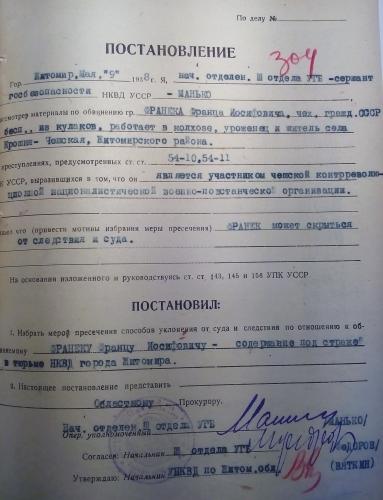 По делу №
304
ПОСТАНОВЛЕНИЕ
Гор. Житомир, Мая, "9" 1938 г. Я, нач. отделен. Ш отдела УГБ -сержант
госбезопасности НКВД УССР - МАНЬКО
рассмотрев материалы по обвинению гр. ФРАНЕКА Франца Иосифовича, чех, гражд. СССР
бесп., из кулаков, работает в колхозе, уроженец и житель села
Крошня- Чешская, Житомирского района.
преступлениях, предусмотренных ст. ст. 54-10,54-11
УК УССР, выразившихся в том, что он является участником чешской контрреволю-
ционной националистической военно-повстанческой организации.
что (привести мотивы избрания меры пресечения) ФРАНЕК может скрыться
от следствия и суда.
На основании изложенного и руководствуясь ст. ст 143, 145 и 156 УПК УССР
ПОСТАНОВИЛ:
1. Избрать мерой пресечения способов уклонения от суда и следствия по отношению к об-
виняемому ФРАНЕКУ Францу Иосифовичу - содержание под стражей
в тюрьме НКВД города Житомира.
2. Настоящее постановление представить
Областному Прокурору.
Нач. отделен. Ш отдела УГБ (МАНЬКО)
Опер. уполномоченный
Согласен: Начальник Ш отдела УГБ
Утверждаю: Начальник УНКВД по Житом.обл. (ВЯТКИН)